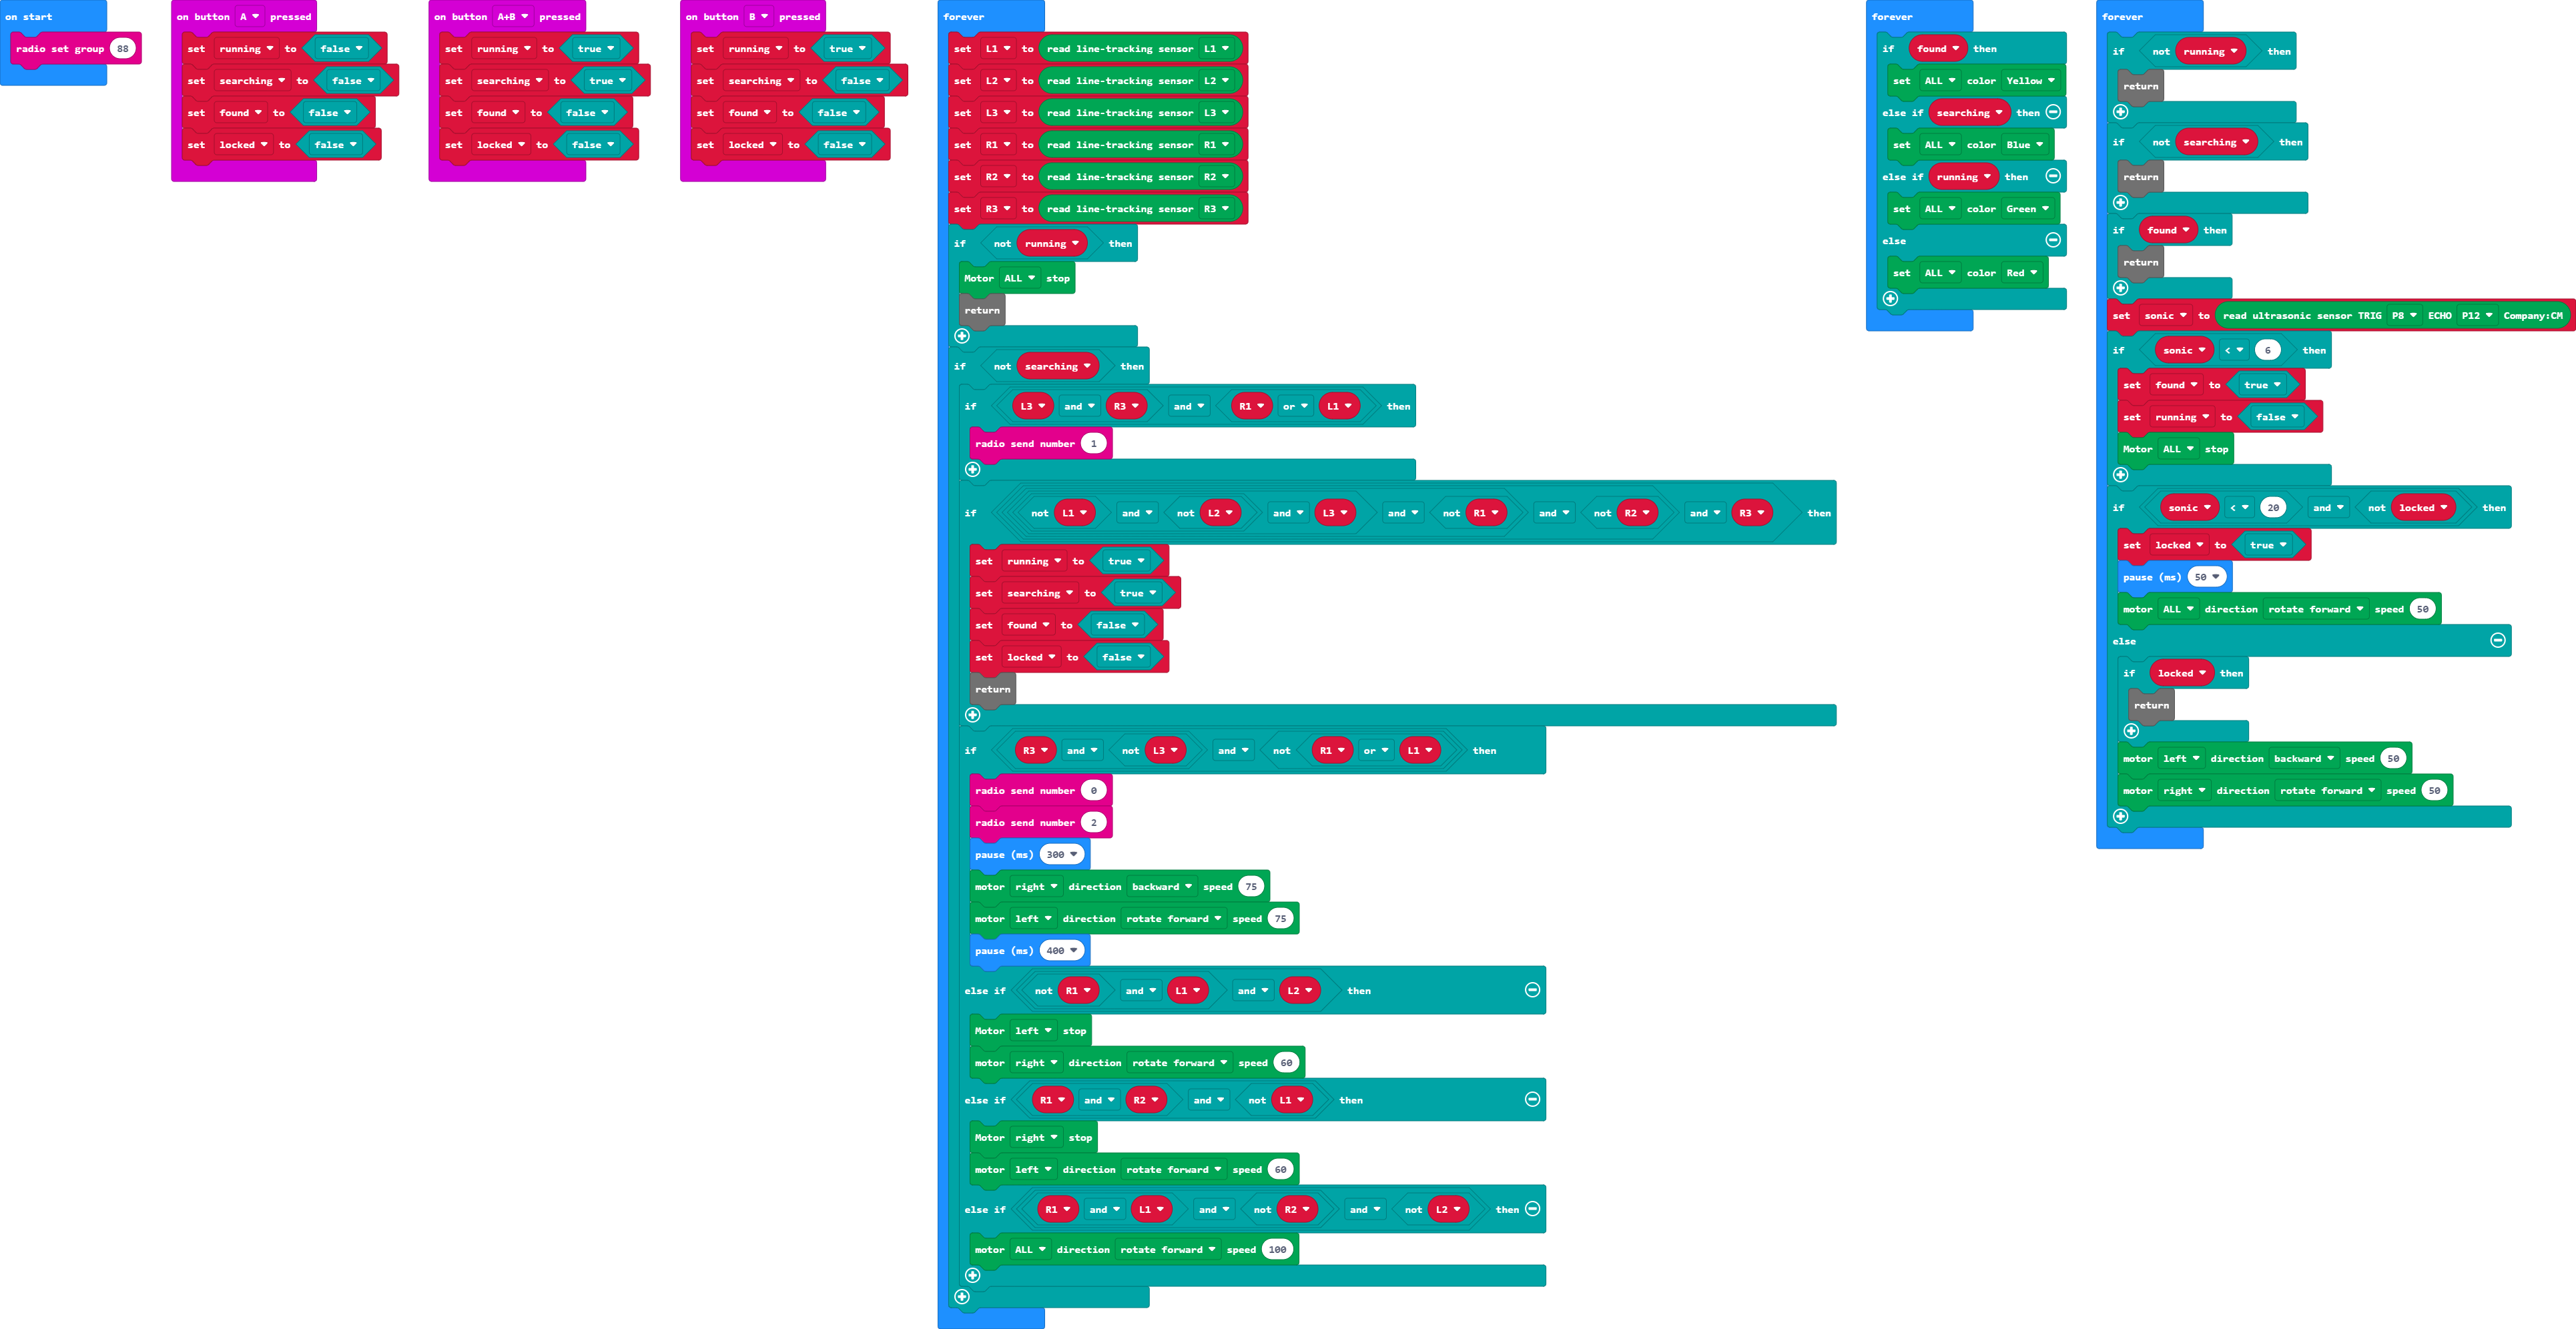 on start
radio set group 88
on button A pressed
set running to false
set searching to false
set found to false
set locked to false
on button A+B pressed
set running to true
set searching to true
set found to false
set locked to false
on button B pressed
set running to true
set searching to false
set found to false
set locked to false
forever
set L1 to read line-tracking sensor L1
set L2 to read line-tracking sensor L2
set L3 to read line-tracking sensor L3
set R1 to read line-tracking sensor R1
set R2 to read line-tracking sensor R2
set R3 to read line-tracking sensor R3
if not running then
Motor ALL stop
return
if not searching then
if L3 and R3 and R1 or L1 then
radio send number 1
if not L1 and not L2 and L3 and not R1 and not R2 and R3 then
set running to true
set searching to true
set found to false
set locked to false
return
if R3 and not L3 and not R1 or L1 then
radio send number 0
radio send number 2
pause (ms) 300
motor right direction backward speed 75
motor left direction rotate forward speed 75
pause (ms) 400
else if not R1 and L1 and L2 then
Motor left stop
motor right direction rotate forward speed 60
else if R1 and R2 and not L1 then
Motor right stop
motor left direction rotate forward speed 60
else if R1 and L1 and not R2 and not L2 then
motor ALL direction rotate forward speed 100
forever
if found then
set ALL color Yellow
else if searching then
set ALL color Blue
else if running then
set ALL color Green
else
set ALL color Red
forever
if not running then
return
if not searching then
return
if found then
return
set sonic to read ultrasonic sensor TRIG P8 ECHO P12 Company:CM
if sonic < 6 then
set found to true
set running to false
Motor ALL stop
if sonic < 20 and not locked then
set locked to true
pause (ms) 50
motor ALL direction rotate forward speed 50
else
if locked then
return
motor left direction backward speed 50
motor right direction rotate forward speed 50